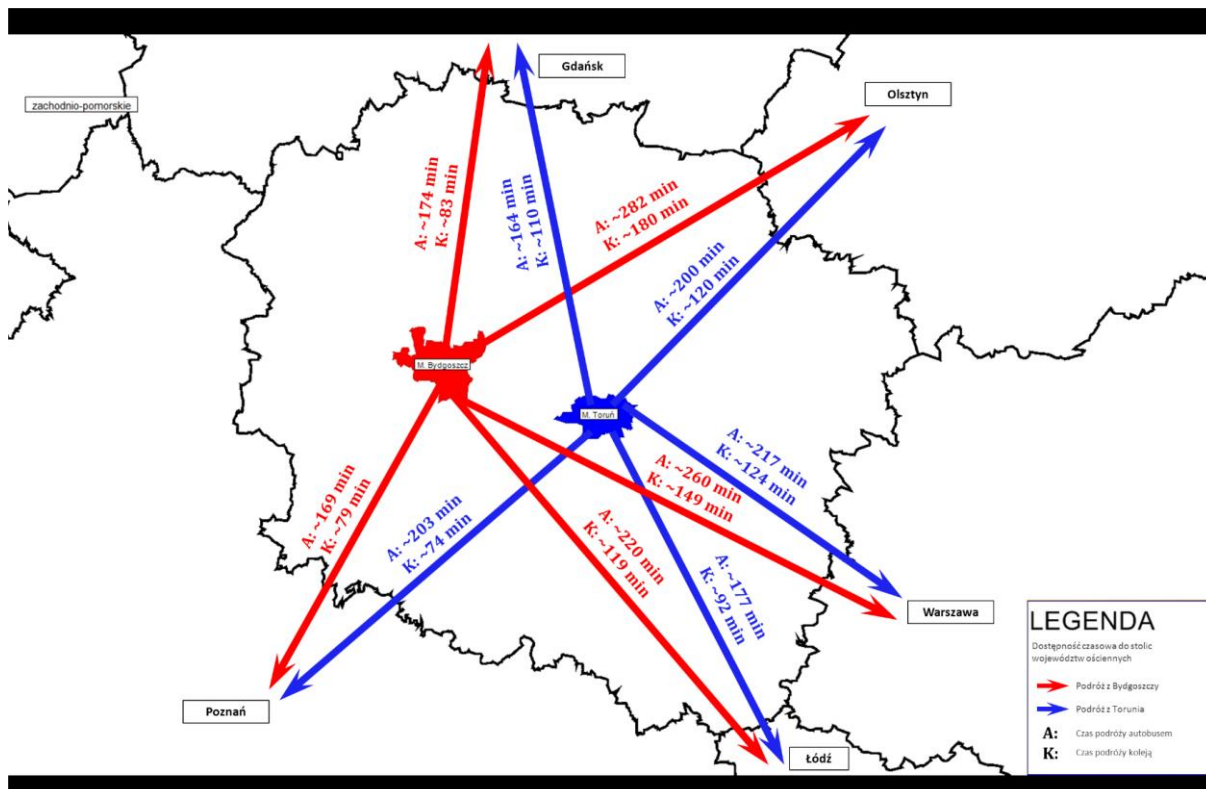 Gdańsk
Olsztyn
zachodnio-pomorskie
A: ~174 min
K: ~83 min
A: ~164 min
K: ~110 min
A: ~282 min
K: ~180 min
A: ~200 min
K: ~120 min
M. Bydgoszcz
M. Toruń
A: ~217 min
K: ~124 min
A: ~260 min
K: ~149 min
A: ~169 min
K: ~79 min
A: ~203 min
K: ~74 min
A: ~220 min
K: ~119 min
A: ~177 min
K: ~92 min
Warszawa
Poznań
Łódź
LEGENDA
Dostępność czasowa do stolic
województw ościennych
Podróż z Bydgoszczy
Podróż z Torunia
A: Czas podróży autobusem
K: Czas podróży koleją